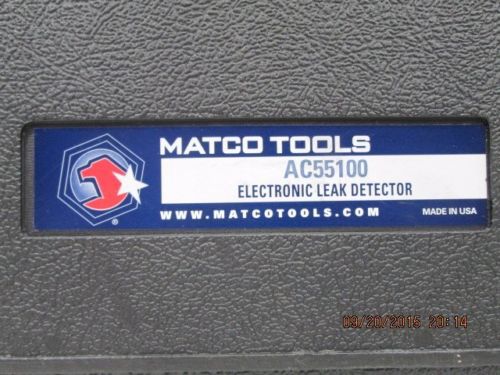 MATCO TOOLS
AC55100
ELECTRONIC LEAK DETECTOR
WWW.MATCOTOOLS.COM
MADE IN USA
®
09/20/2015 20:14